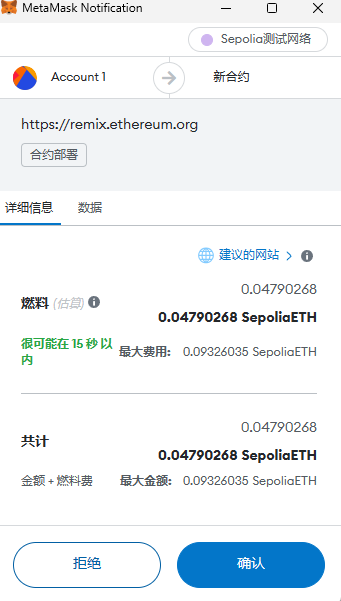 MetaMask Notification
Sepolia测试网络
Account 1
新合约
https://remix.ethereum.org
合约部署
详细信息 数据
建议的网站
0.04790268
燃料 (估算)
0.04790268 SepoliaETH
很可能在 15 秒 以
内
最大费用: 0.09326035 SepoliaETH
0.04790268
共计
0.04790268 SepoliaETH
金额 + 燃料费 最大金额: 0.09326035 SepoliaETH
拒绝 确认